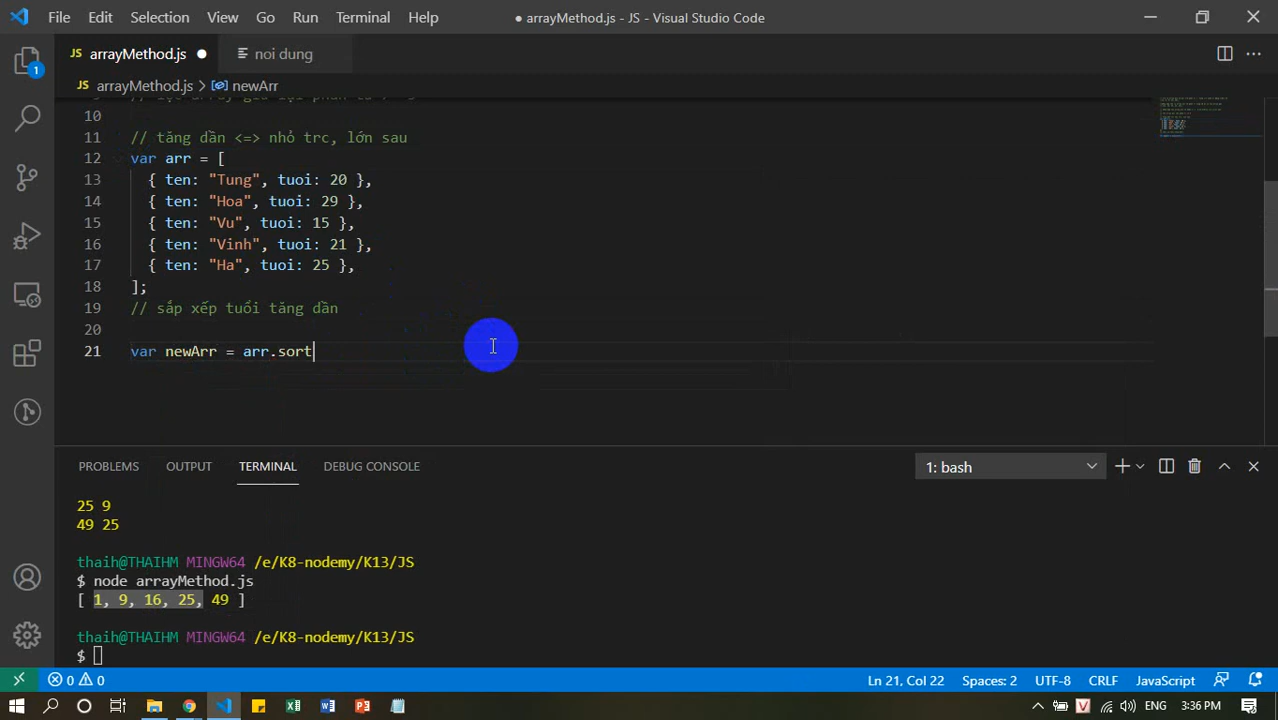 File Edit Selection View Go Run Terminal Help
● arrayMethod.js - JS - Visual Studio Code
JS arrayMethod.js ●
noi dung
JS arrayMethod.js > newArr
1
10
11 // tăng dần <=> nhỏ trc, lớn sau
12 var arr = [
13 { ten: "Tung", tuoi: 20 },
14 { ten: "Hoa", tuoi: 29 },
15 { ten: "Vu", tuoi: 15 },
16 { ten: "Vinh", tuoi: 21 },
17 { ten: "Ha", tuoi: 25 },
18 ];
19 // sắp xếp tuổi tăng dần
20
21 var newArr = arr.sort
PROBLEMS OUTPUT TERMINAL DEBUG CONSOLE
1: bash
25 9
49 25
thaih@THAIHM MINGW64 /e/K8-nodemy/K13/JS
$ node arrayMethod.js
[ 1, 9, 16, 25, 49 ]
thaih@THAIHM MINGW64 /e/K8-nodemy/K13/JS
$
0 0
Ln 21, Col 22 Spaces: 2 UTF-8 CRLF JavaScript
ENG 3:36 PM